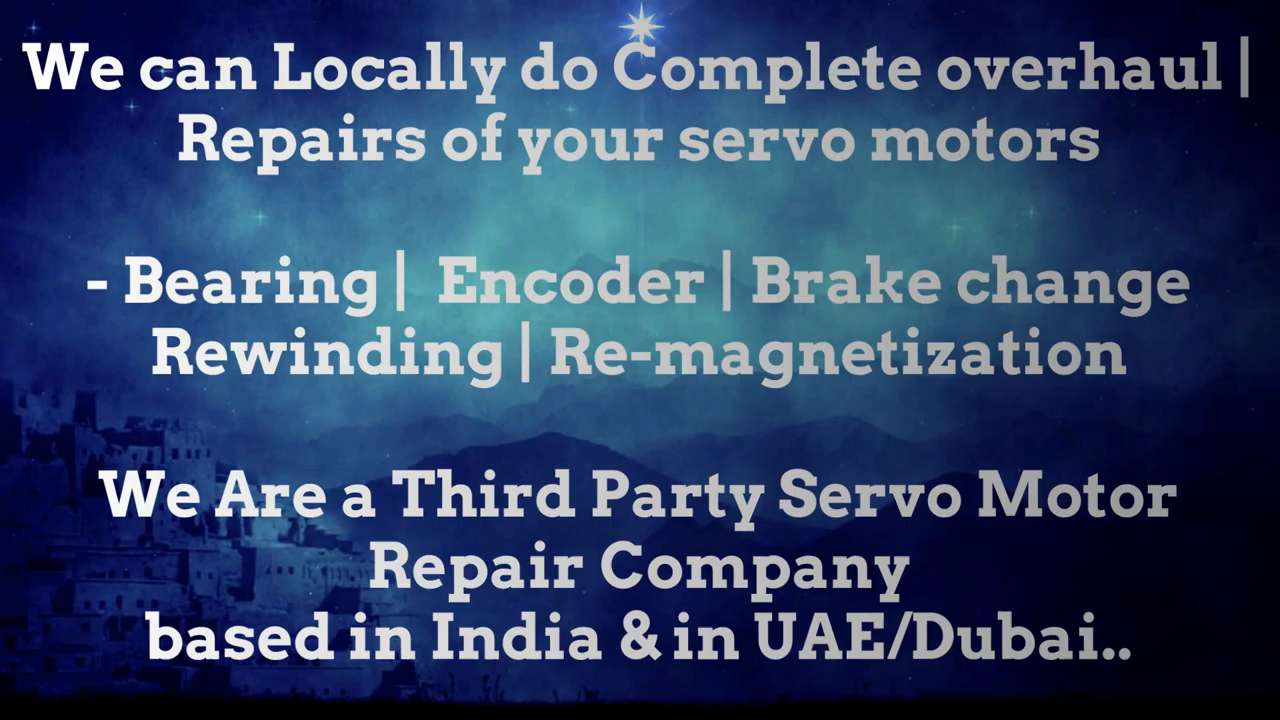 We can Locally do Complete overhaul |
Repairs of your servo motors
- Bearing | Encoder | Brake change
Rewinding | Re-magnetization
We Are a Third Party Servo Motor
Repair Company
based in India & in UAE/Dubai..